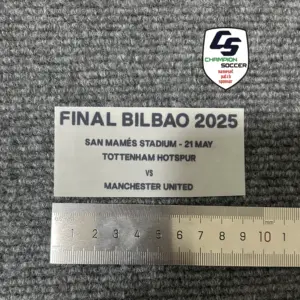 CS
CHAMPION
SOCCER
FINAL BILBAO 2025
SAN MAMÉS STADIUM - 21 MAY
TOTTENHAM HOTSPUR
VS
MANCHESTER UNITED
1 2 3 4 5 6 7 8 9 10 1